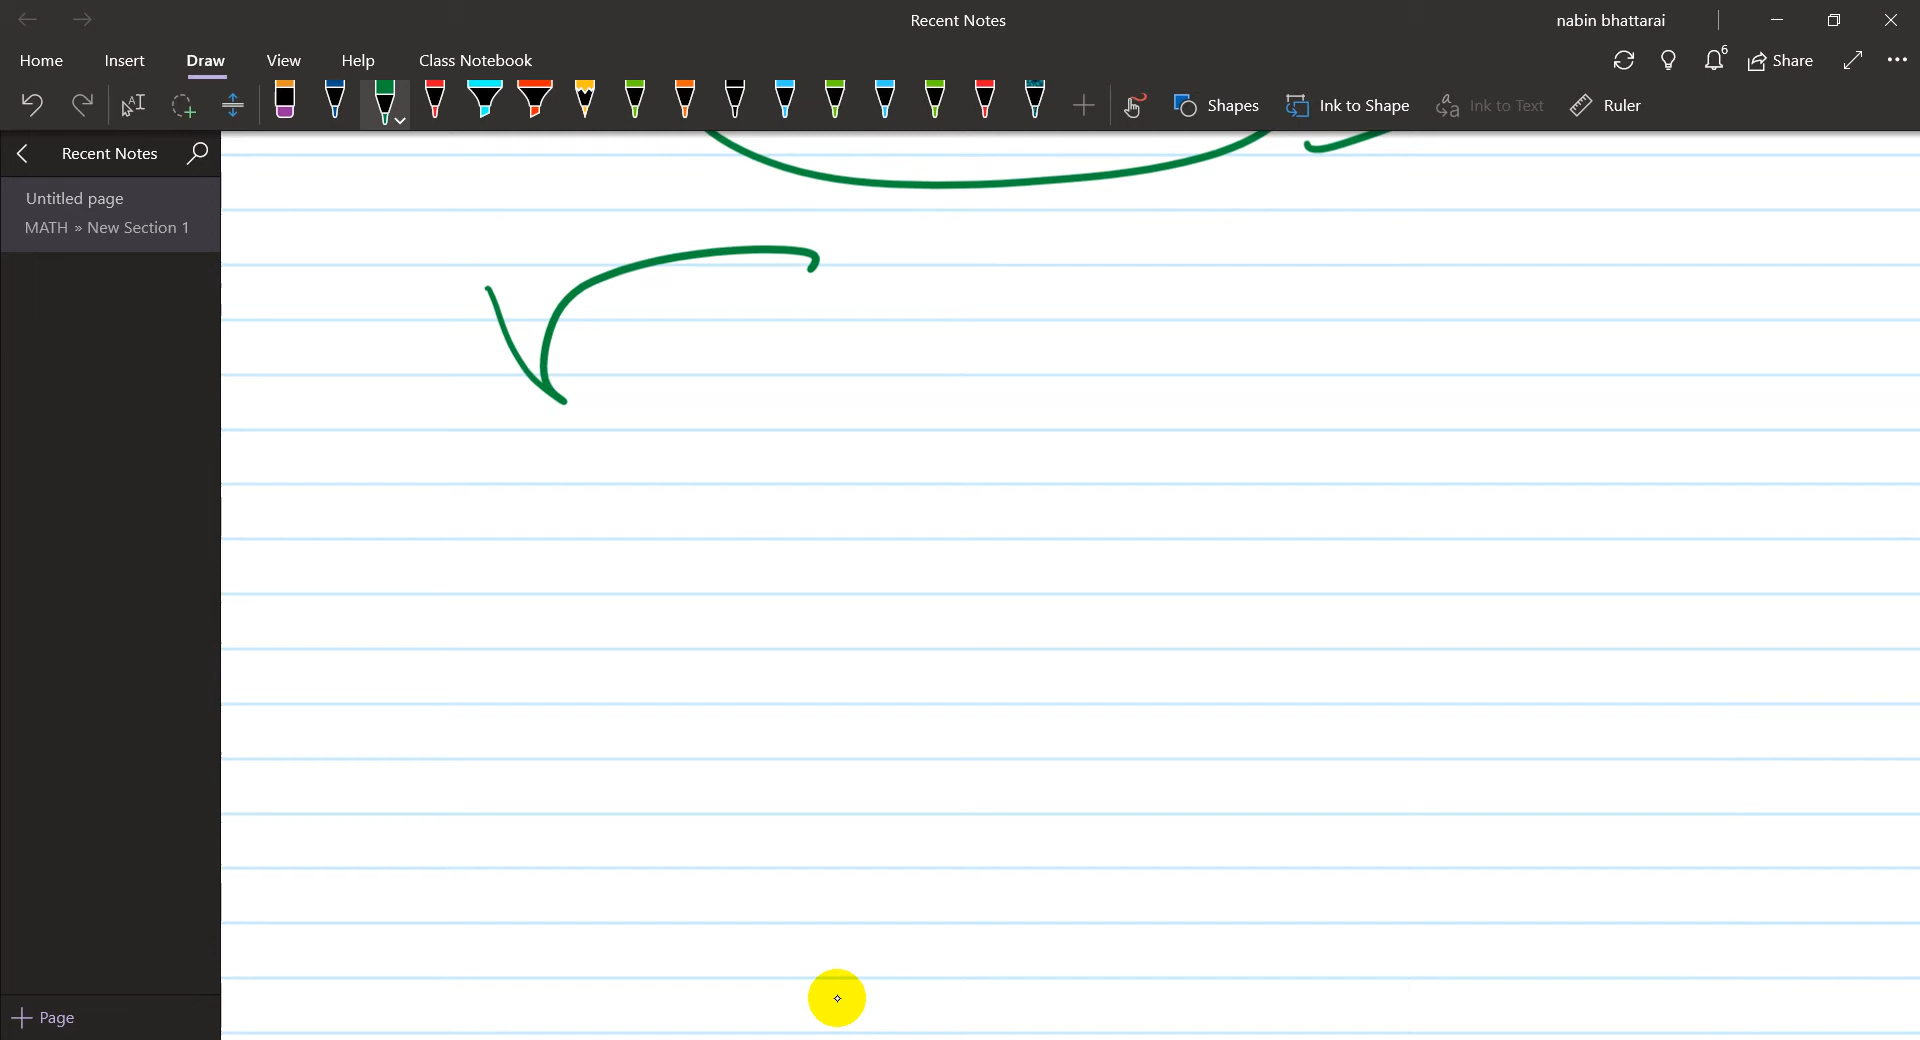 Recent Notes
nabin bhattarai
Home Insert Draw View Help Class Notebook
6
Share
Shapes Ink to Shape Ink to Text Ruler
Recent Notes
Untitled page
MATH » New Section 1
Page